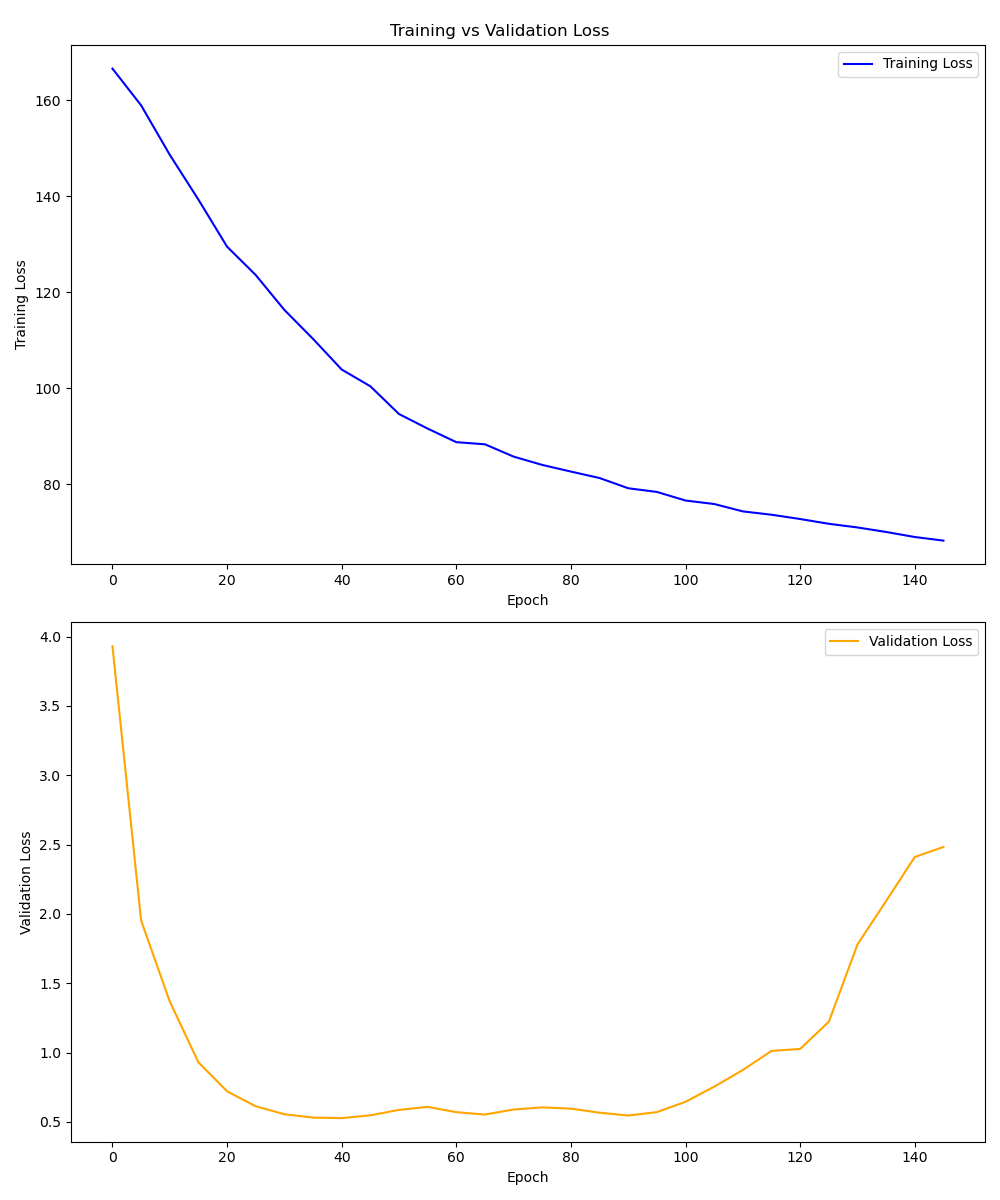 Training vs Validation Loss
Training Loss
160
140
120
100
80
Training Loss
0 20 40 60 80 100 120 140
Epoch
Validation Loss
4.0
3.5
3.0
2.5
2.0
1.5
1.0
0.5
Validation Loss
0 20 40 60 80 100 120 140
Epoch